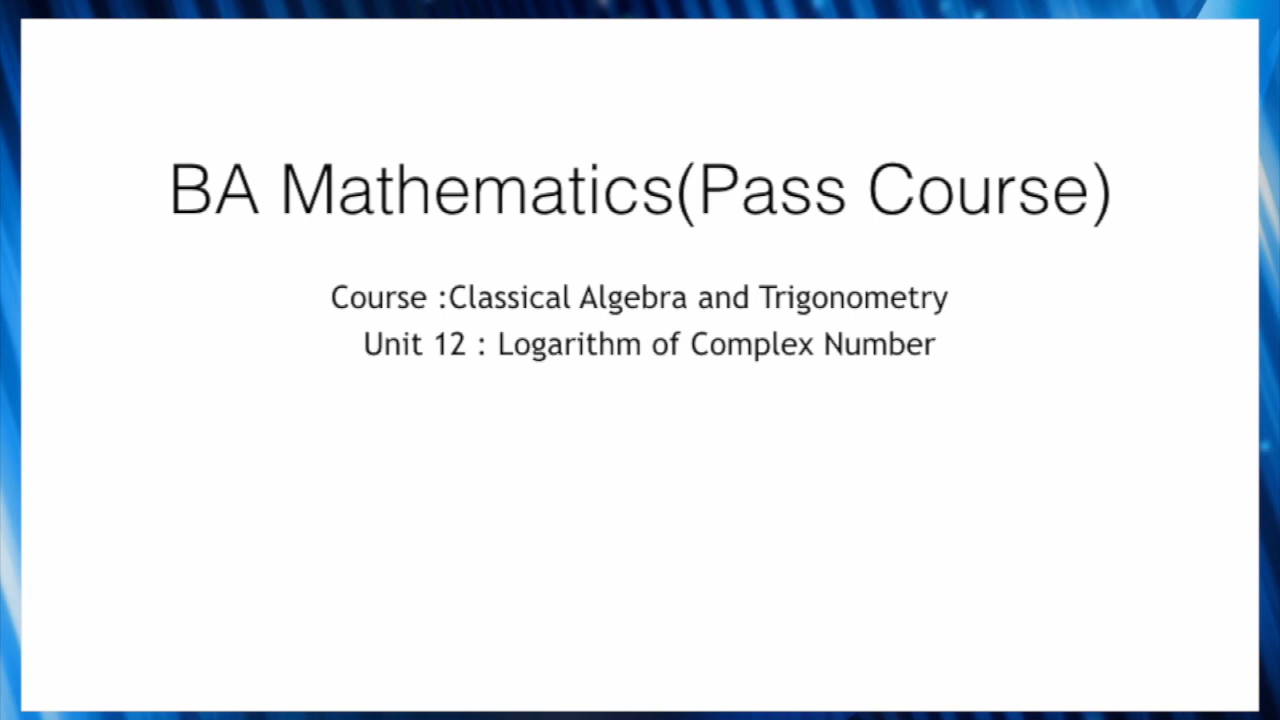 BA Mathematics(Pass Course)
Course :Classical Algebra and Trigonometry
Unit 12 : Logarithm of Complex Number